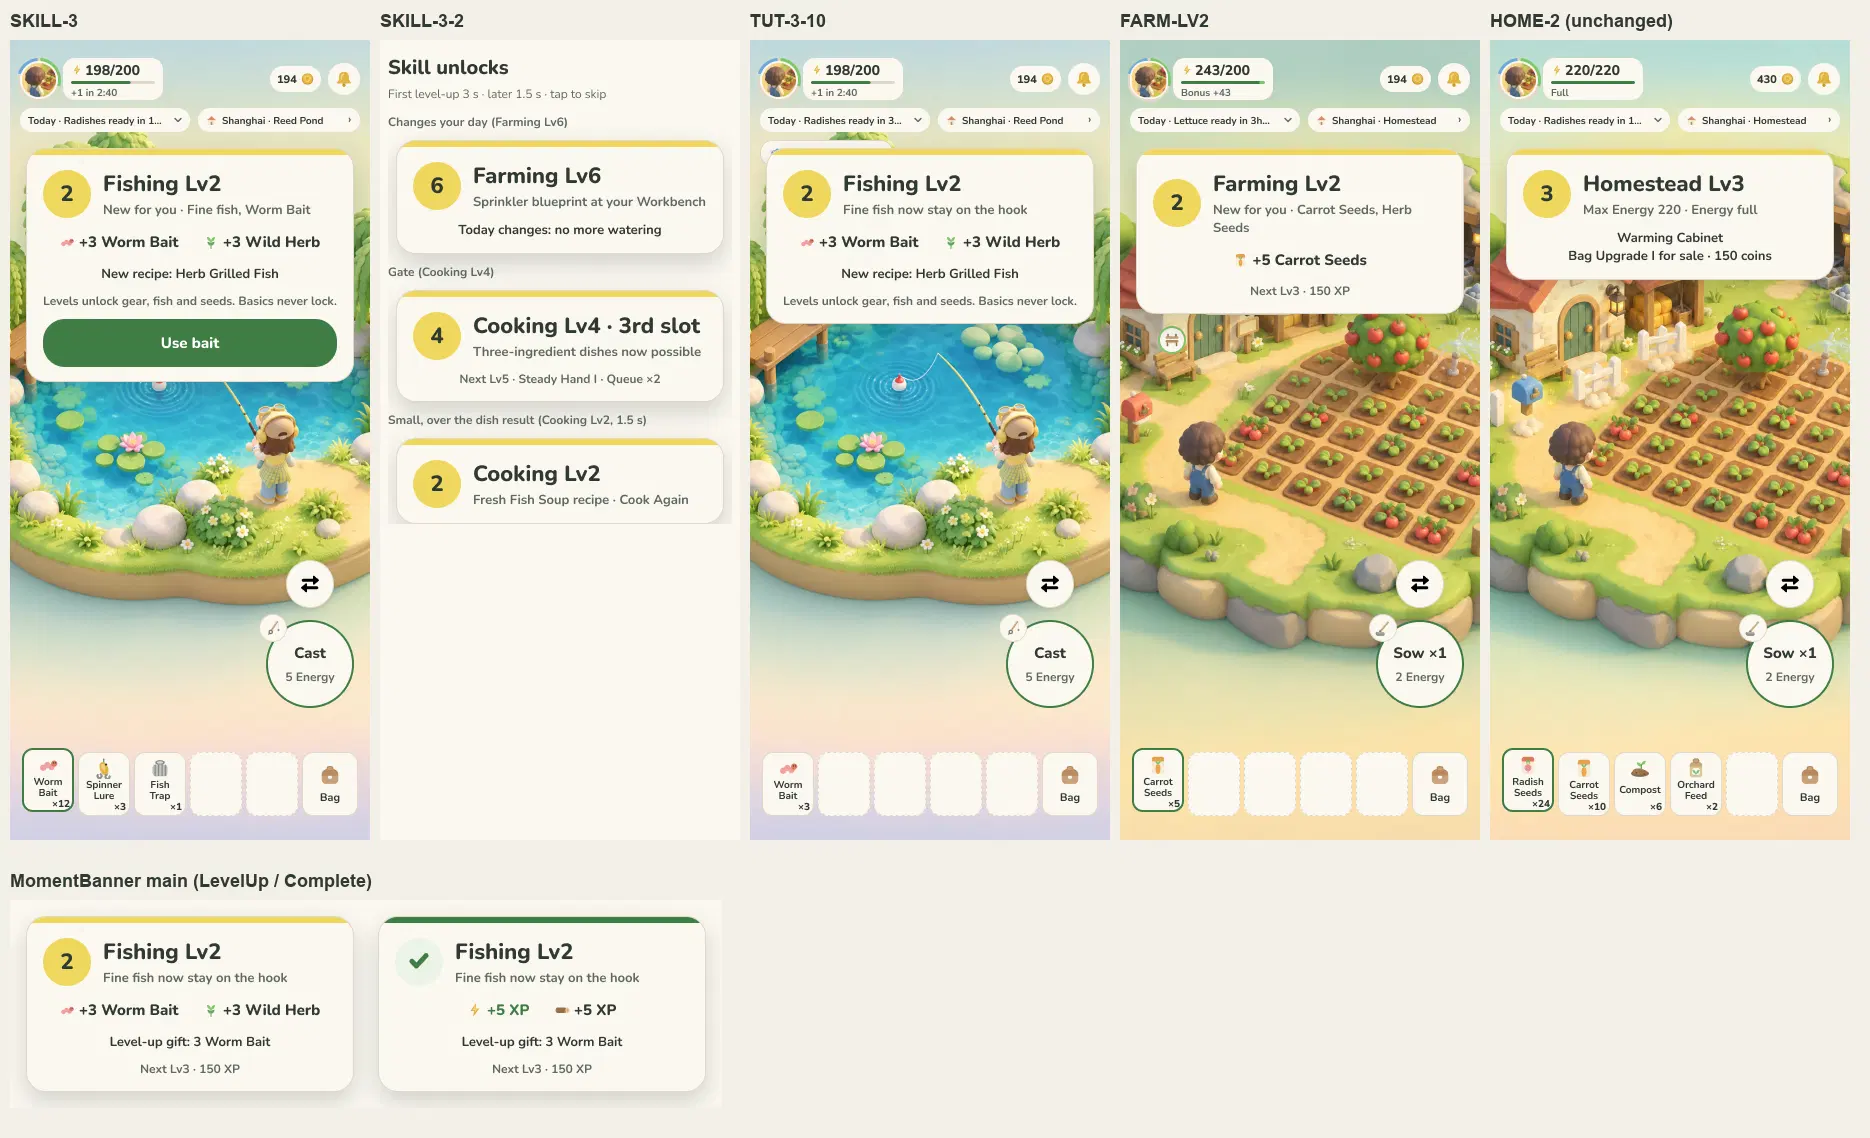 SKILL-3
198/200
+1 in 2:40
194
Today · Radishes ready in 1...
Shanghai · Reed Pond
2
Fishing Lv2
New for you · Fine fish, Worm Bait
+3 Worm Bait
+3 Wild Herb
New recipe: Herb Grilled Fish
Levels unlock gear, fish and seeds. Basics never lock.
Use bait
Cast
5 Energy
Worm
Bait
×12
Spinner
Lure
×3
Fish
Trap
×1
Bag
SKILL-3-2
Skill unlocks
First level-up 3 s · later 1.5 s · tap to skip
Changes your day (Farming Lv6)
6
Farming Lv6
Sprinkler blueprint at your Workbench
Today changes: no more watering
Gate (Cooking Lv4)
4
Cooking Lv4 · 3rd slot
Three-ingredient dishes now possible
Next Lv5 · Steady Hand I · Queue ×2
Small, over the dish result (Cooking Lv2, 1.5 s)
2
Cooking Lv2
Fresh Fish Soup recipe · Cook Again
TUT-3-10
198/200
+1 in 2:40
194
Today · Radishes ready in 3...
Shanghai · Reed Pond
2
Fishing Lv2
Fine fish now stay on the hook
+3 Worm Bait
+3 Wild Herb
New recipe: Herb Grilled Fish
Levels unlock gear, fish and seeds. Basics never lock.
Cast
5 Energy
Worm
Bait
×3
Bag
FARM-LV2
243/200
Bonus +43
194
Today · Lettuce ready in 3h...
Shanghai · Homestead
2
Farming Lv2
New for you · Carrot Seeds, Herb
Seeds
+5 Carrot Seeds
Next Lv3 · 150 XP
Sow ×1
2 Energy
Carrot
Seeds
×5
Bag
HOME-2 (unchanged)
220/220
Full
430
Today · Radishes ready in 1...
Shanghai · Homestead
3
Homestead Lv3
Max Energy 220 · Energy full
Warming Cabinet
Bag Upgrade I for sale · 150 coins
Sow ×1
2 Energy
Radish
Seeds
×24
Carrot
Seeds
×10
Compost
×6
Orchard
Feed
×2
Bag
MomentBanner main (LevelUp / Complete)
2
Fishing Lv2
Fine fish now stay on the hook
+3 Worm Bait
+3 Wild Herb
Level-up gift: 3 Worm Bait
Next Lv3 · 150 XP
Fishing Lv2
Fine fish now stay on the hook
+5 XP
+5 XP
Level-up gift: 3 Worm Bait
Next Lv3 · 150 XP